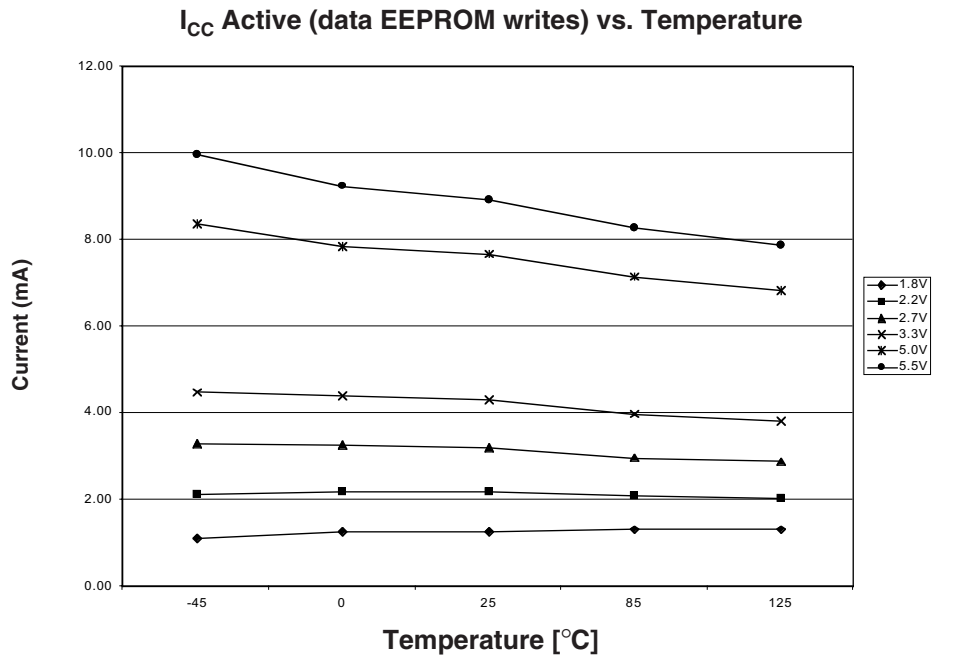 I_CC Active (data EEPROM writes) vs. Temperature
12.00
10.00
8.00
6.00
4.00
2.00
0.00
Current (mA)
-45 0 25 85 125
Temperature [°C]
1.8V
2.2V
2.7V
3.3V
5.0V
5.5V